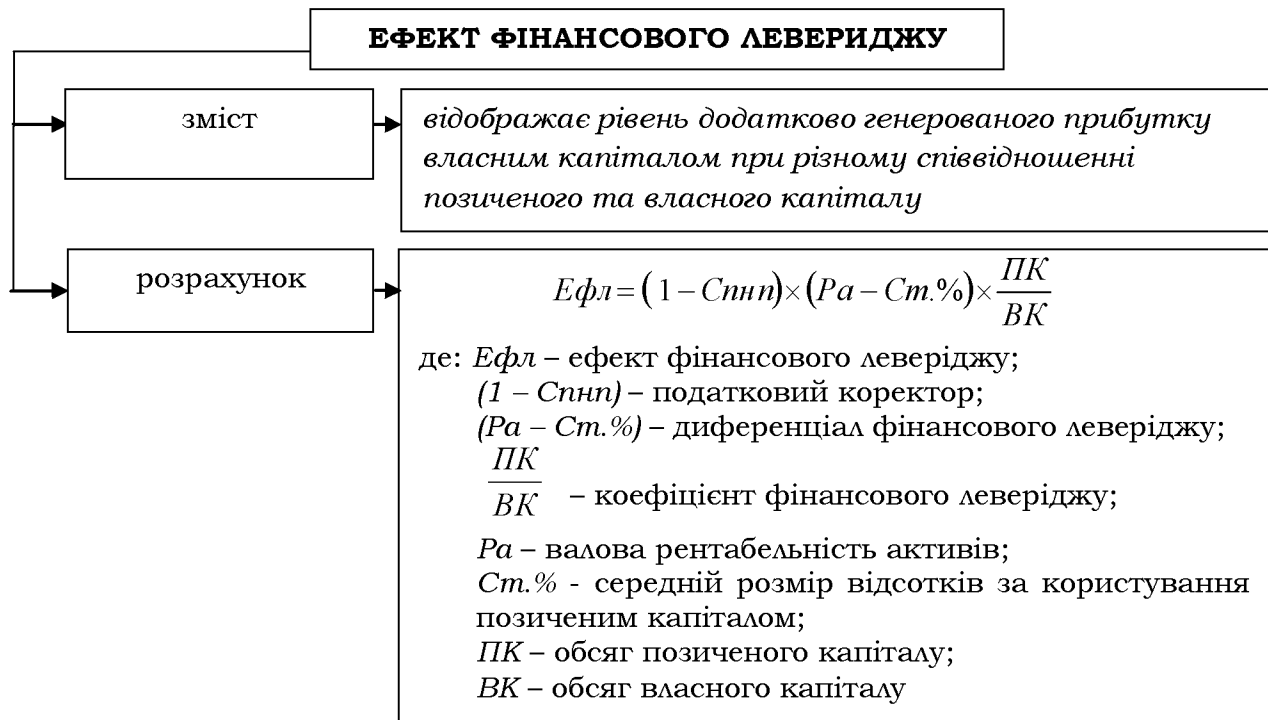 ЕФЕКТ ФІНАНСОВОГО ЛЕВЕРИДЖУ
зміст
відображає рівень додатково генерованого прибутку
власним капіталом при різному співвідношенні
позиченого та власного капіталу
розрахунок
Ефл = (1 – Спнп) × (Ра – Ст.%) × ПК/ВК
де: Ефл – ефект фінансового леверіджу;
(1 – Спнп) – податковий коректор;
(Ра – Ст.%) – диференціал фінансового леверіджу;
ПК/ВК – коефіцієнт фінансового леверіджу;
Ра – валова рентабельність активів;
Ст.% - середній розмір відсотків за користування
позиченим капіталом;
ПК – обсяг позиченого капіталу;
ВК – обсяг власного капіталу